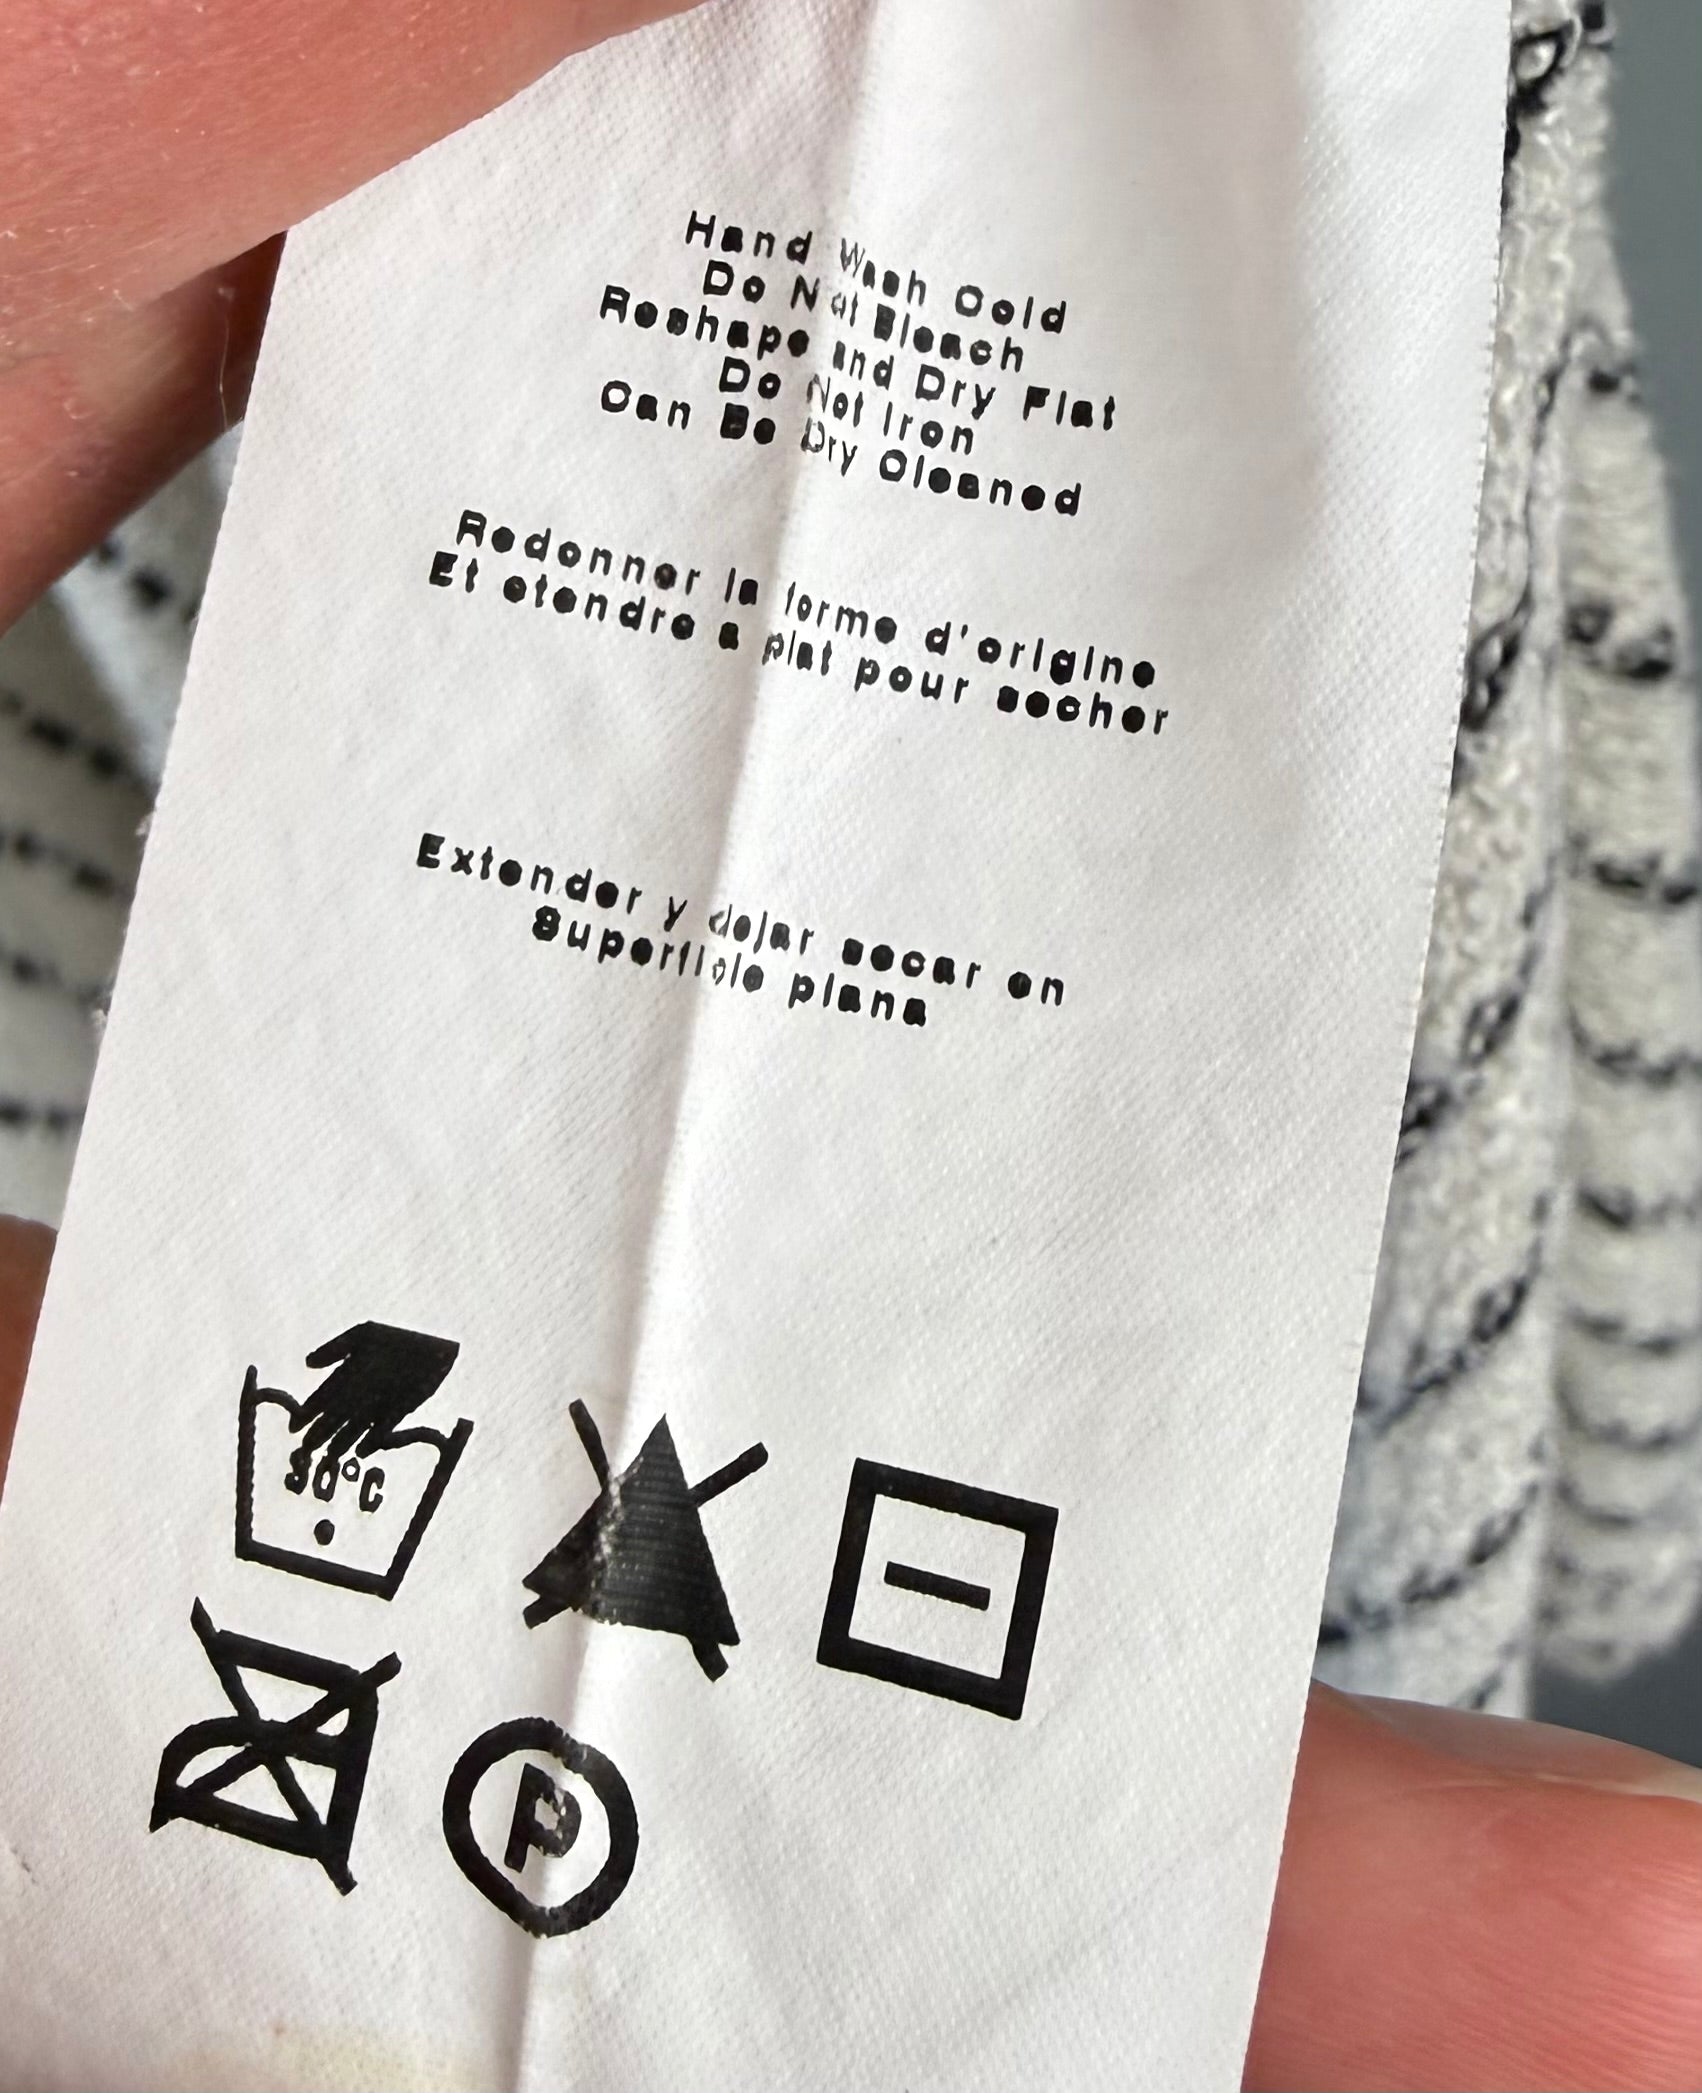 Hand Wash Cold
Do Not Bleach
Reshape and Dry Flat
Do Not Iron
Can Be Dry Cleaned
Redonner la forme d'origine
Et etendre a plat pour secher
Extender y dejar secar en
Superficie plana
30°C
P